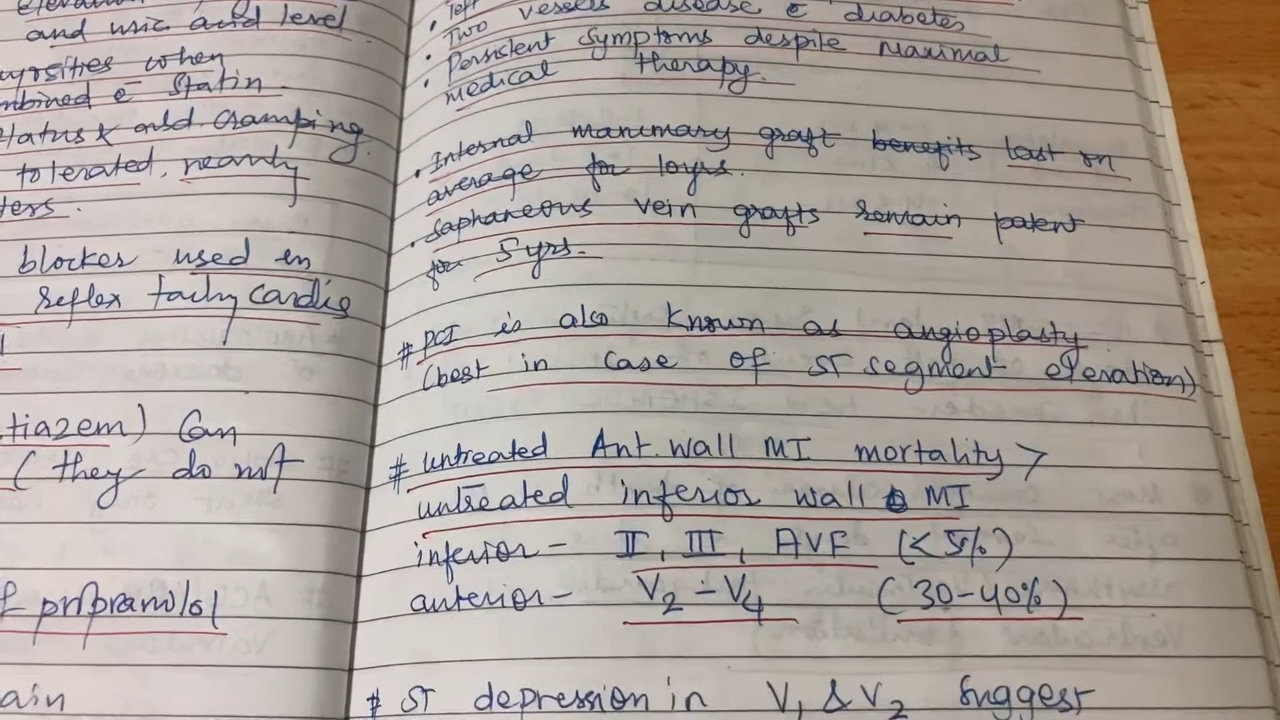 and uric acid level
when
statin
and cramping.
tolerated, nearly
blocker used in
reflex tachycardia
tiazem) Can
(they do not
propranolol
ain
• Two vessels disease c̄ diabetes
• Persistent symptoms despite maximal
medical therapy.
• Internal mammary graft benefits last on
average for 10yrs.
• Saphaneous vein grafts remain patent
for 5yrs.
# PCI is also known as angioplasty
(best in case of ST segment elevation)
# untreated Ant. wall MI mortality >
untreated inferior wall MI
inferior - II, III, AVF (< 5%)
anterior - V2 - V4 (30-40%)
# ST depression in V1 & V2 suggest